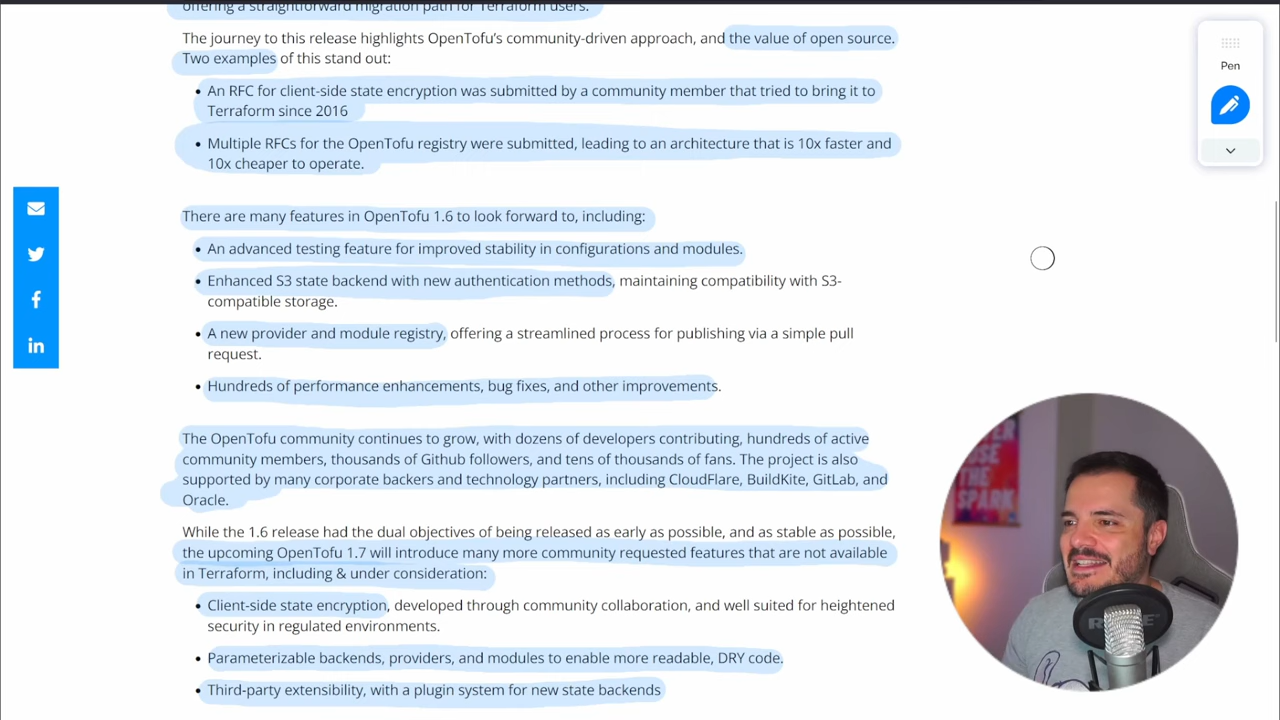 offering a straightforward migration path for Terraform users.
The journey to this release highlights OpenTofu's community-driven approach, and the value of open source.
Two examples of this stand out:
• An RFC for client-side state encryption was submitted by a community member that tried to bring it to
Terraform since 2016
• Multiple RFCs for the OpenTofu registry were submitted, leading to an architecture that is 10x faster and
10x cheaper to operate.
There are many features in OpenTofu 1.6 to look forward to, including:
• An advanced testing feature for improved stability in configurations and modules.
• Enhanced S3 state backend with new authentication methods, maintaining compatibility with S3-
compatible storage.
• A new provider and module registry, offering a streamlined process for publishing via a simple pull
request.
• Hundreds of performance enhancements, bug fixes, and other improvements.
The OpenTofu community continues to grow, with dozens of developers contributing, hundreds of active
community members, thousands of Github followers, and tens of thousands of fans. The project is also
supported by many corporate backers and technology partners, including CloudFlare, BuildKite, GitLab, and
Oracle.
While the 1.6 release had the dual objectives of being released as early as possible, and as stable as possible,
the upcoming OpenTofu 1.7 will introduce many more community requested features that are not available
in Terraform, including & under consideration:
• Client-side state encryption, developed through community collaboration, and well suited for heightened
security in regulated environments.
• Parameterizable backends, providers, and modules to enable more readable, DRY code.
• Third-party extensibility, with a plugin system for new state backends
Pen
in
THE
SPARK